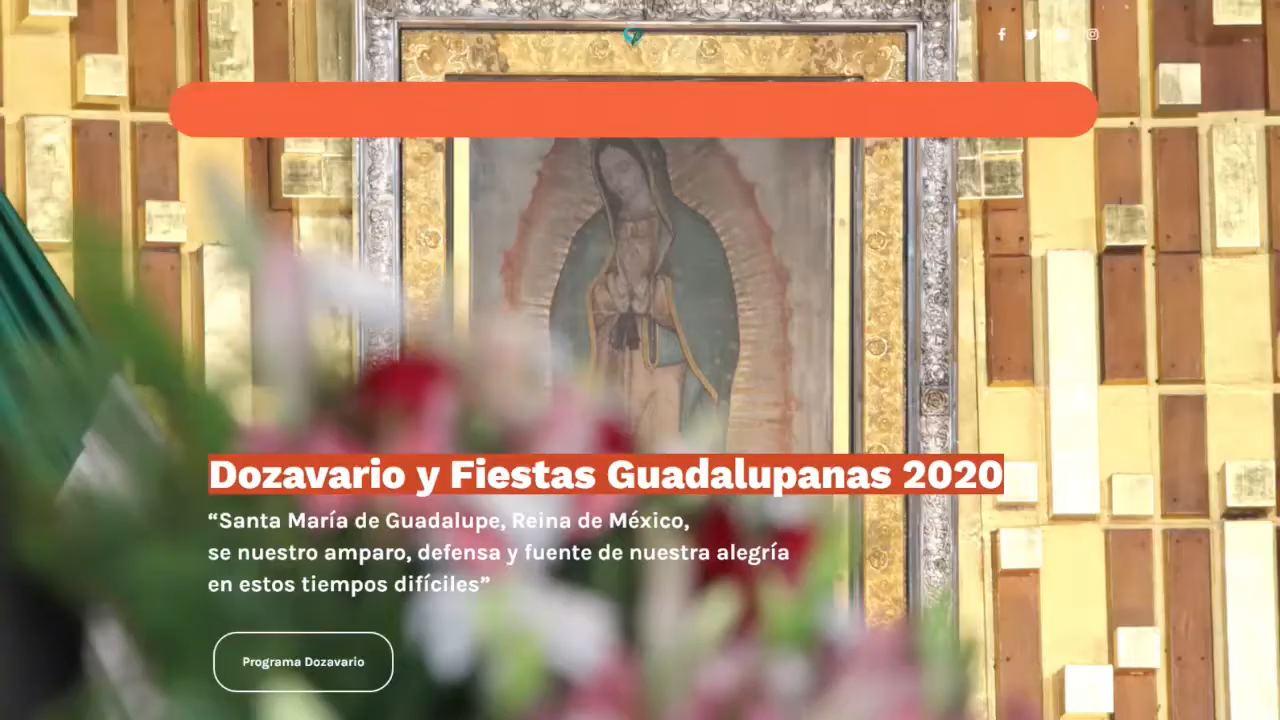 Dozavario y Fiestas Guadalupanas 2020
“Santa María de Guadalupe, Reina de México,
se nuestro amparo, defensa y fuente de nuestra alegría
en estos tiempos difíciles”
Programa Dozavario